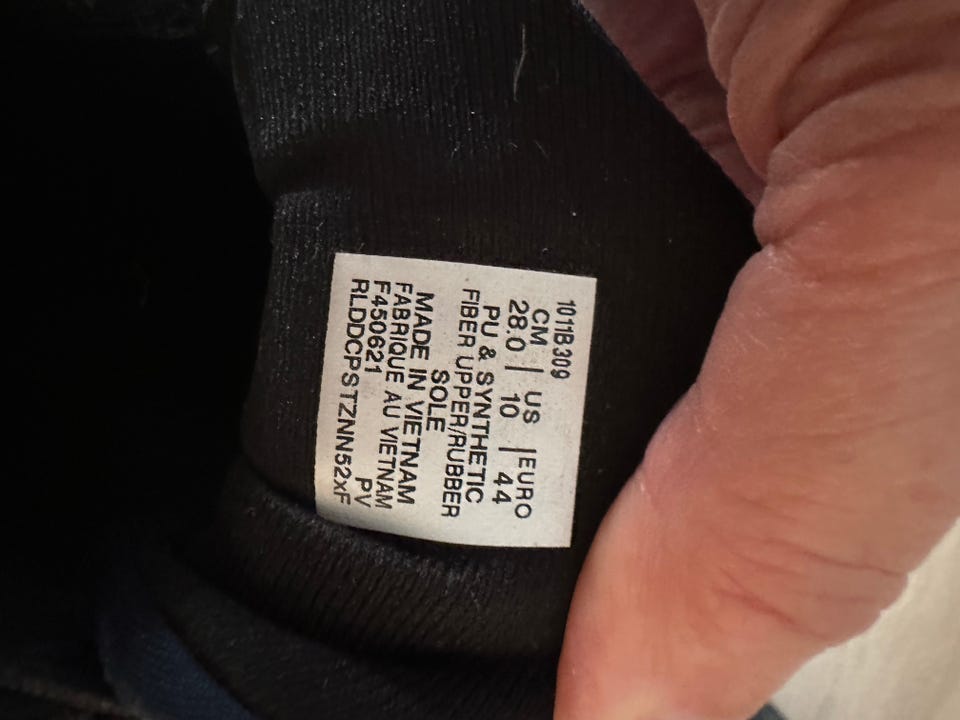 1011B309
CM | US | EURO
28.0 | 10 | 44
PU & SYNTHETIC
FIBER UPPER/RUBBER
SOLE
MADE IN VIETNAM
FABRIQUE AU VIETNAM
F450621 PV
RLDDCPSTZNN52xF